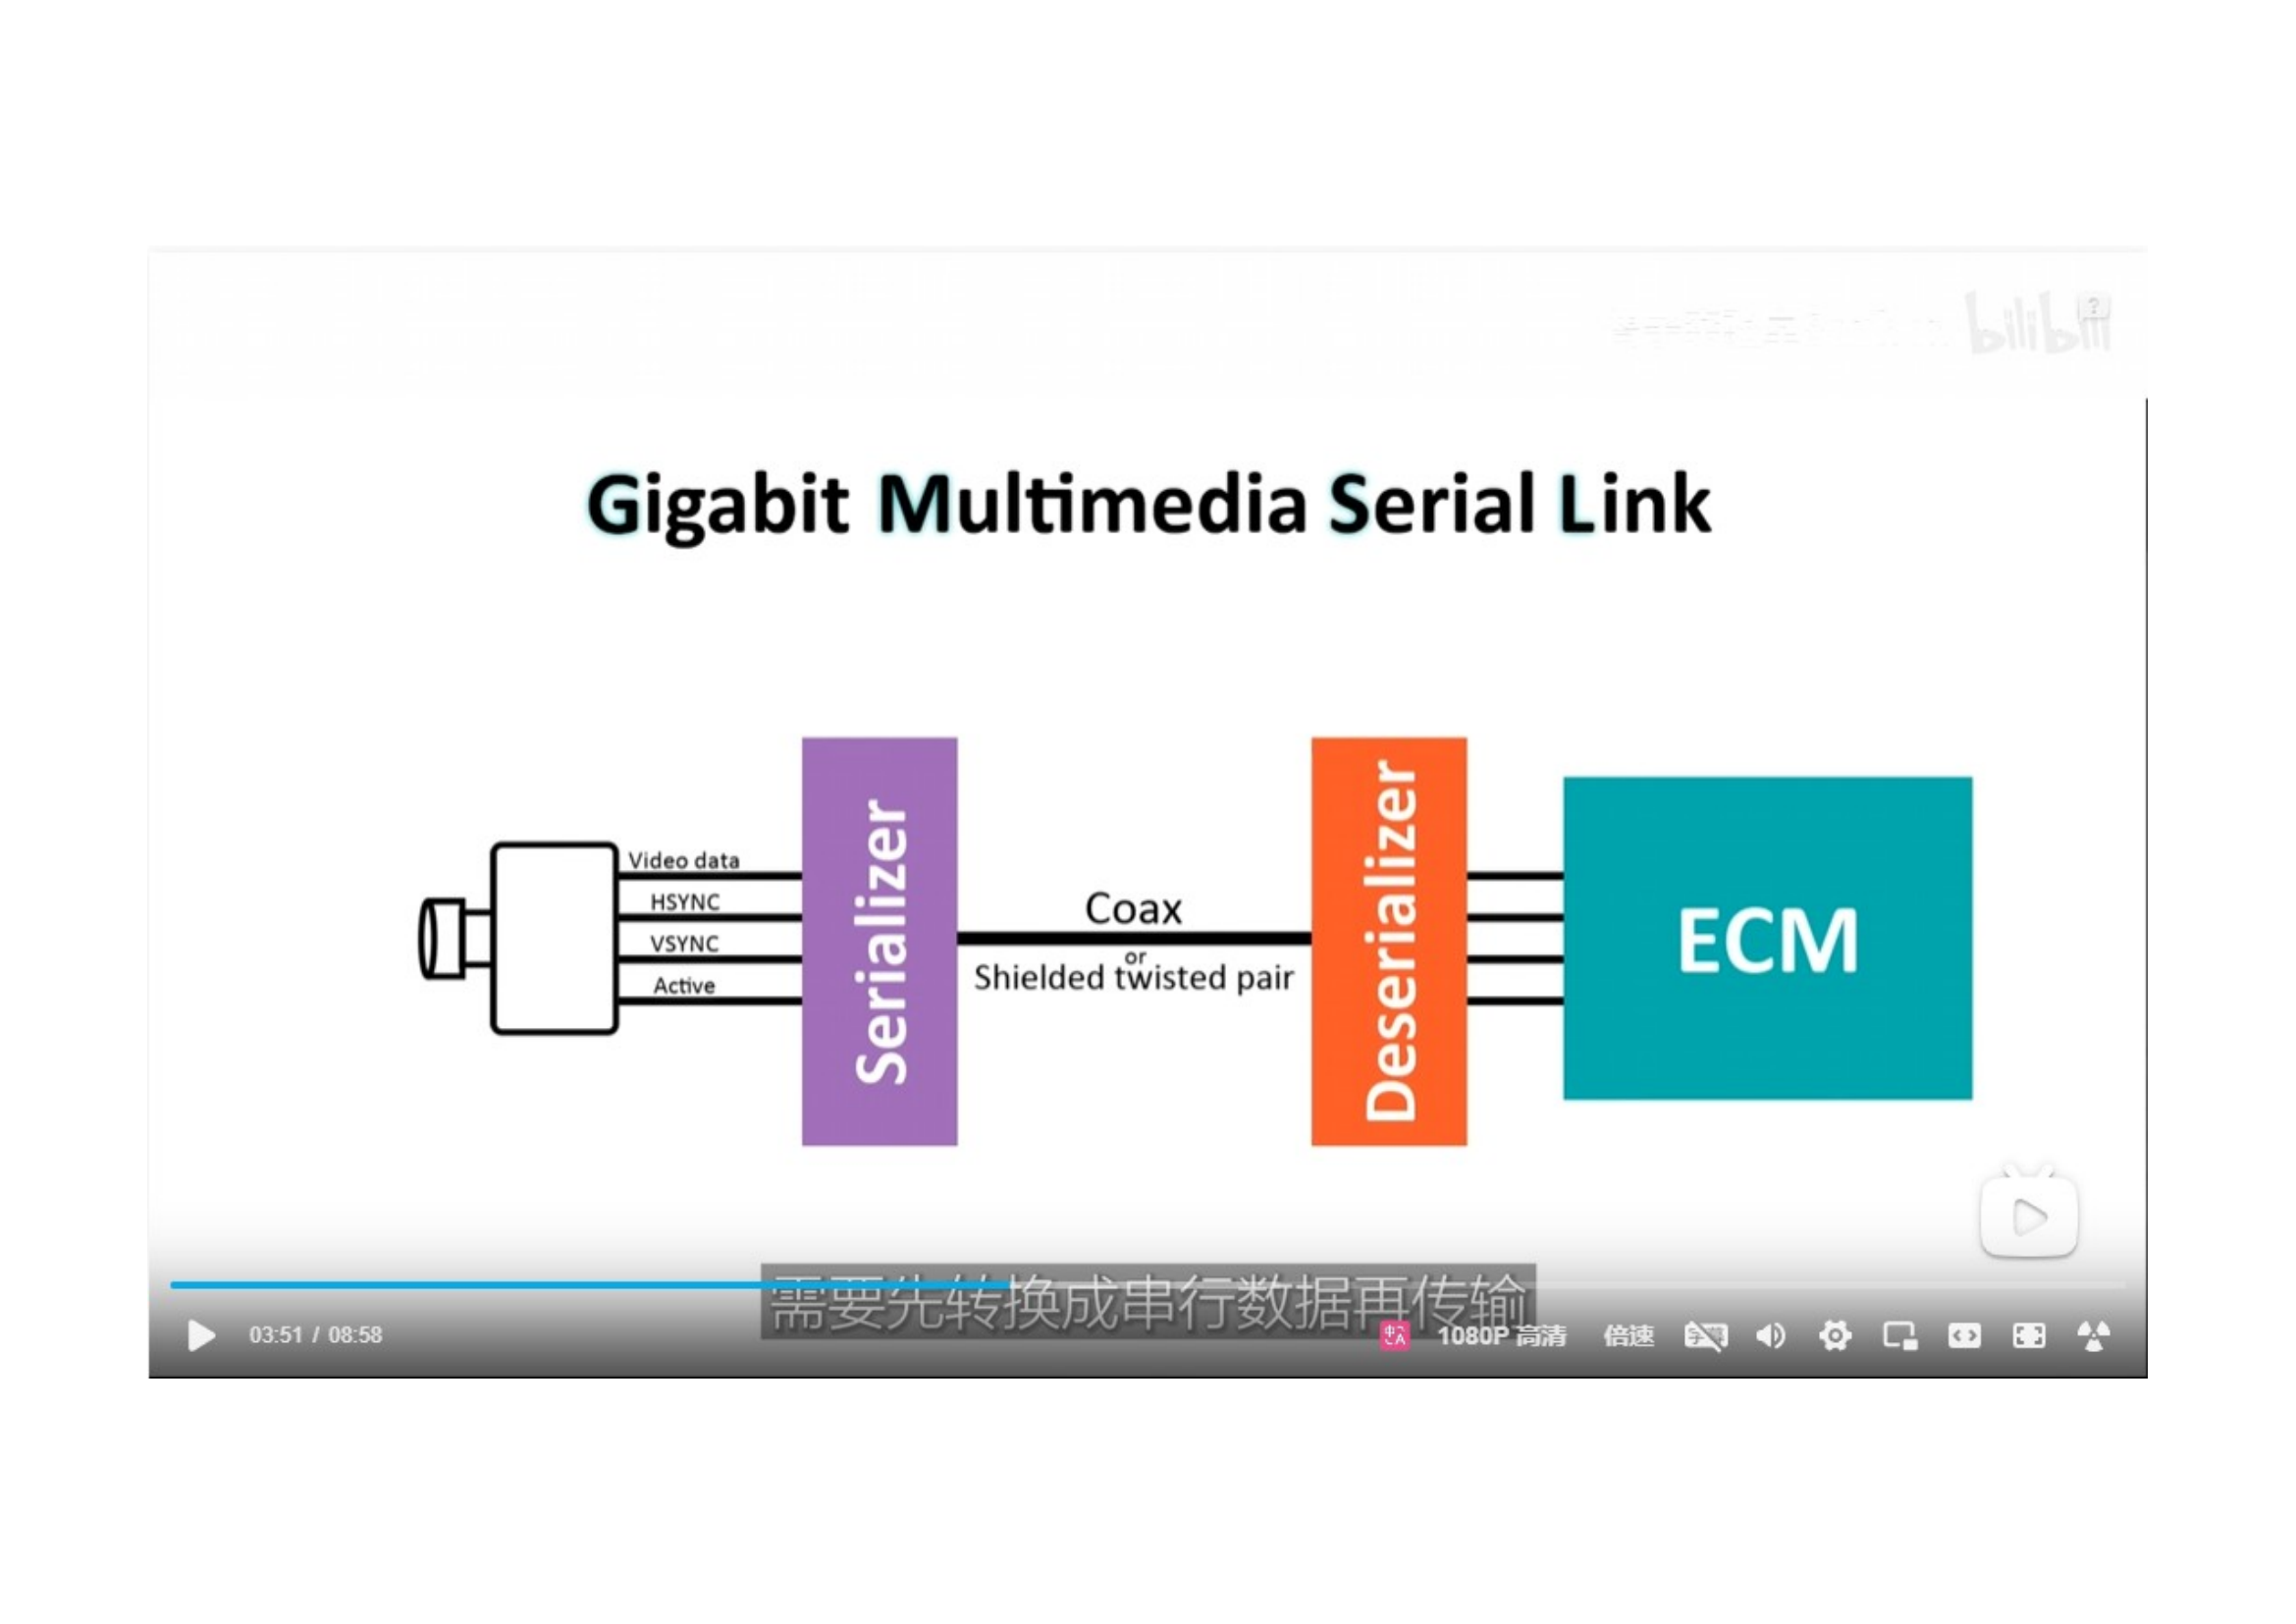 bilibili
?
Gigabit Multimedia Serial Link
Video data
HSYNC
VSYNC
Active
Serializer
Coax
or
Shielded twisted pair
Deserializer
ECM
需要先转换成串行数据再传输
03:51 / 08:58
1080P 高清
倍速
字幕